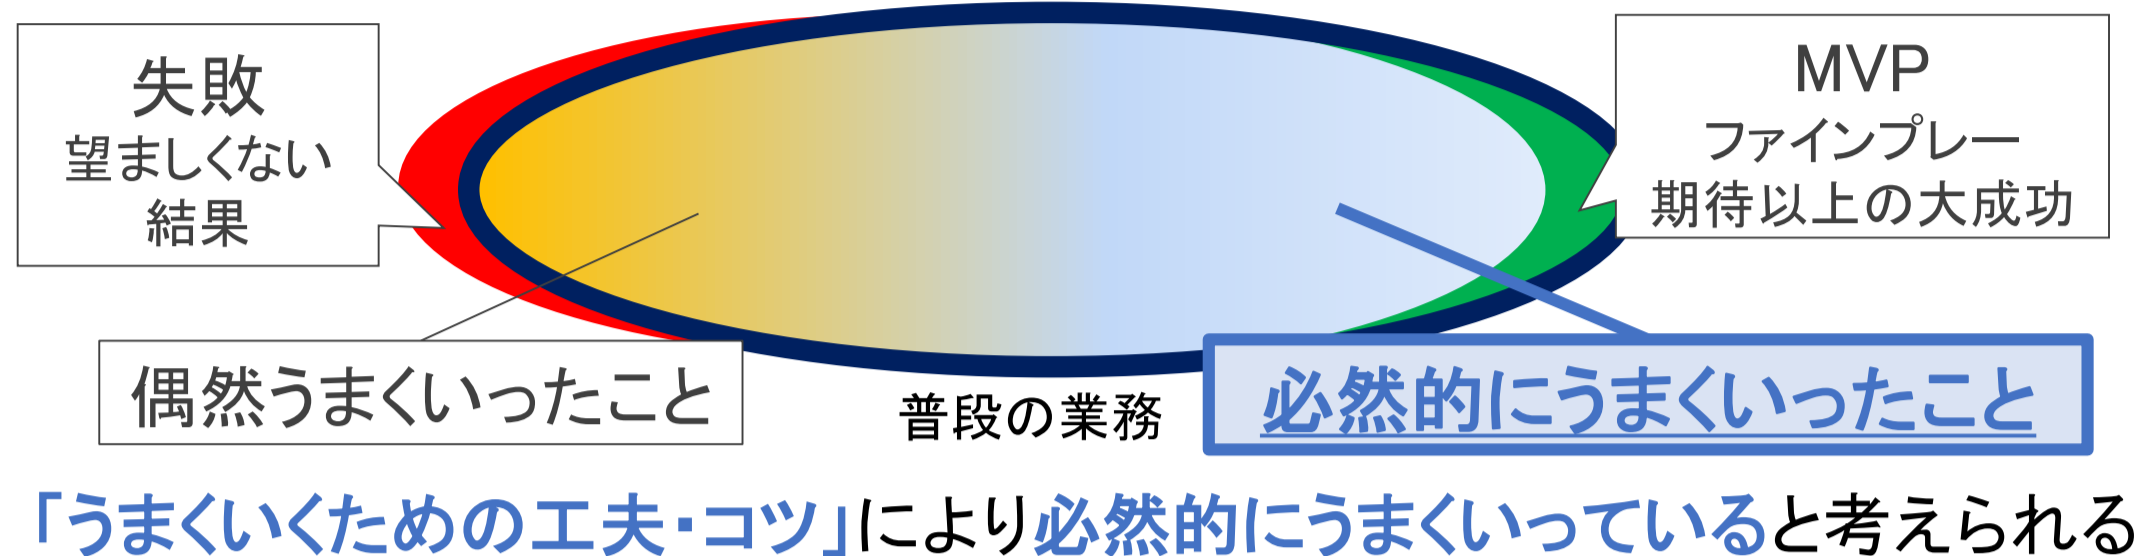 失敗
望ましくない
結果
MVP
ファインプレー
期待以上の大成功
偶然うまくいったこと
普段の業務
必然的にうまくいったこと
「うまくいくための工夫・コツ」により必然的にうまくいっていると考えられる